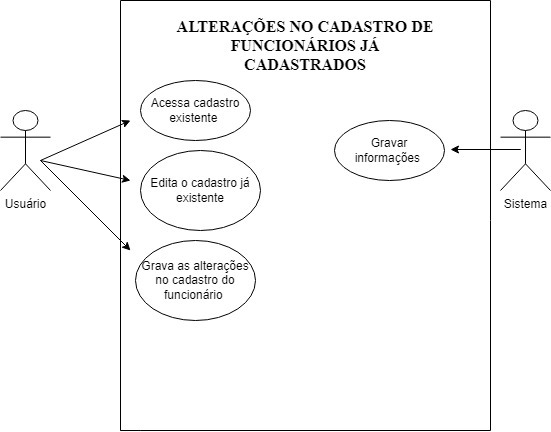 ALTERAÇÕES NO CADASTRO DE
FUNCIONÁRIOS JÁ
CADASTRADOS
Acessa cadastro
existente
Gravar
informações
Edita o cadastro já
existente
Usuário
Sistema
Grava as alterações
no cadastro do
funcionário